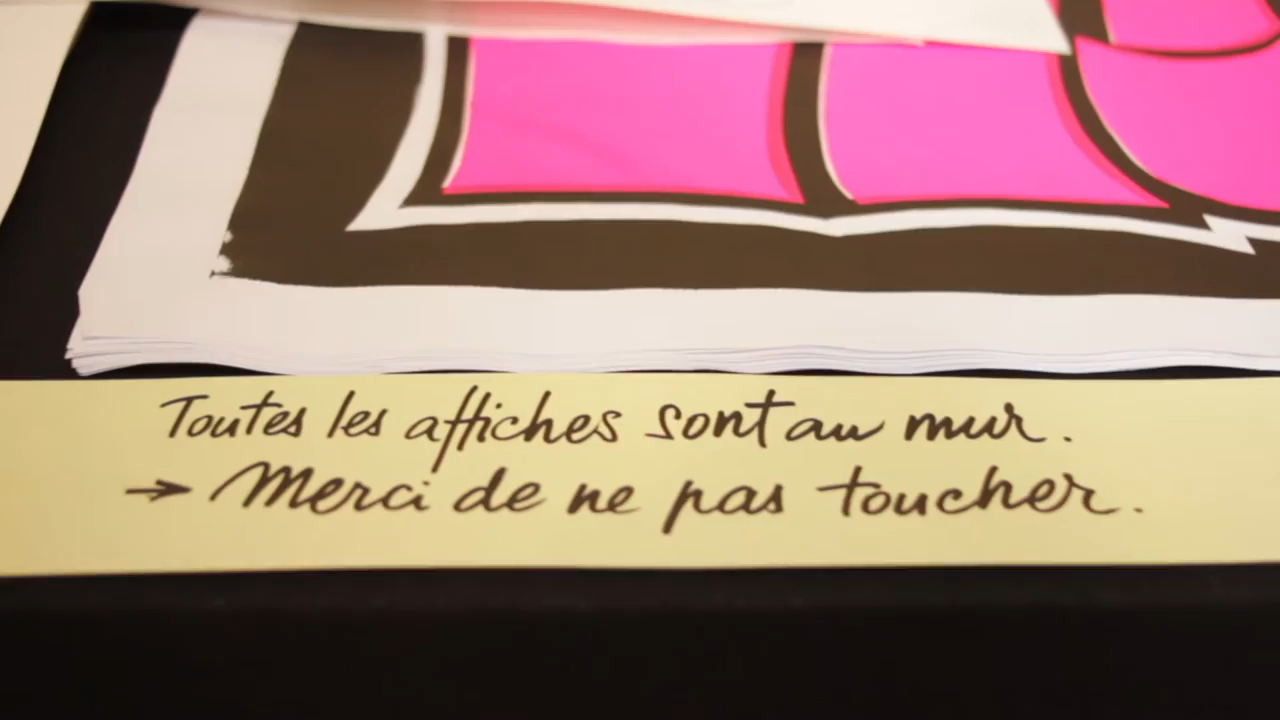 Toutes les affiches sont au mur.
→ Merci de ne pas toucher.